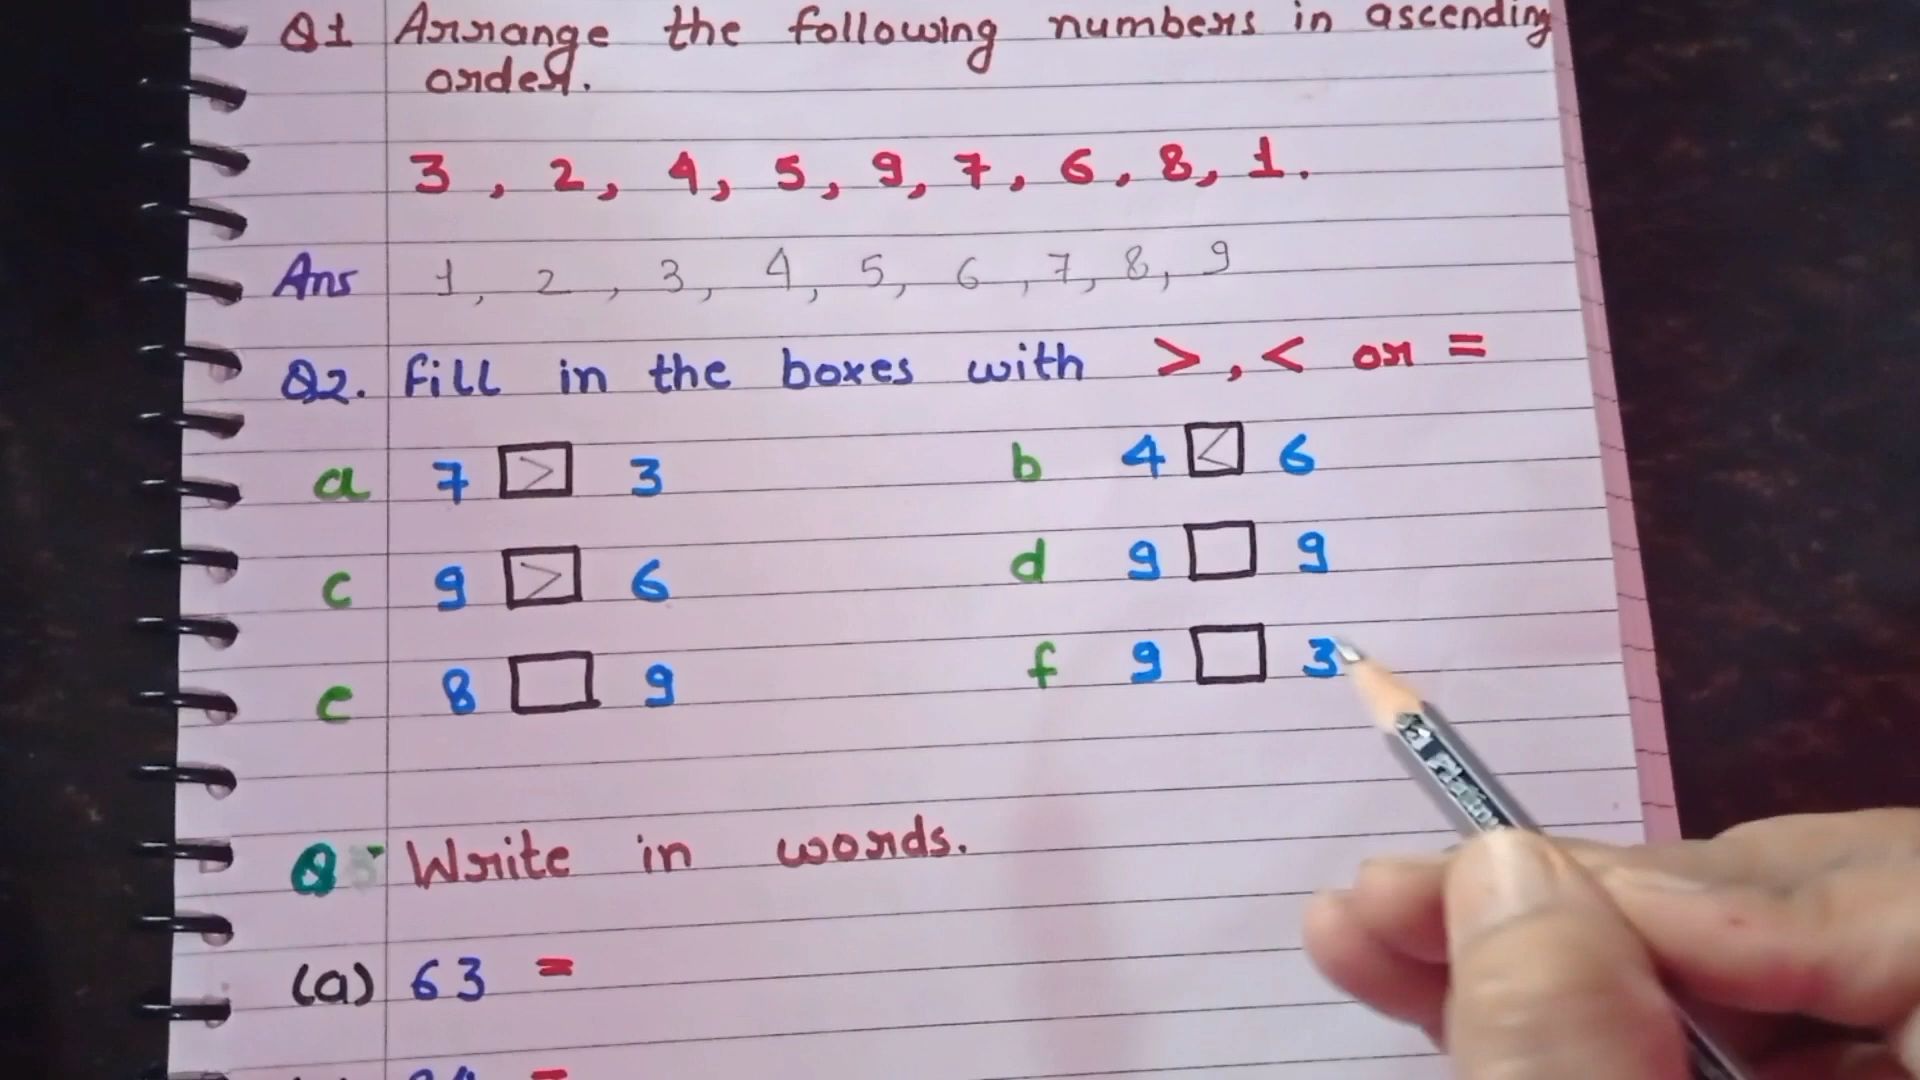 Q1 Arrange the following numbers in ascending
order.
3 , 2, 4, 5, 9, 7, 6, 8, 1.
Ans 1, 2, 3, 4, 5, 6, 7, 8, 9
Q2. Fill in the boxes with >, < or =
a 7 > 3 b 4 < 6
c 9 > 6 d 9 □ 9
e 8 □ 9 f 9 □ 3
Q Write in words.
(a) 63 =